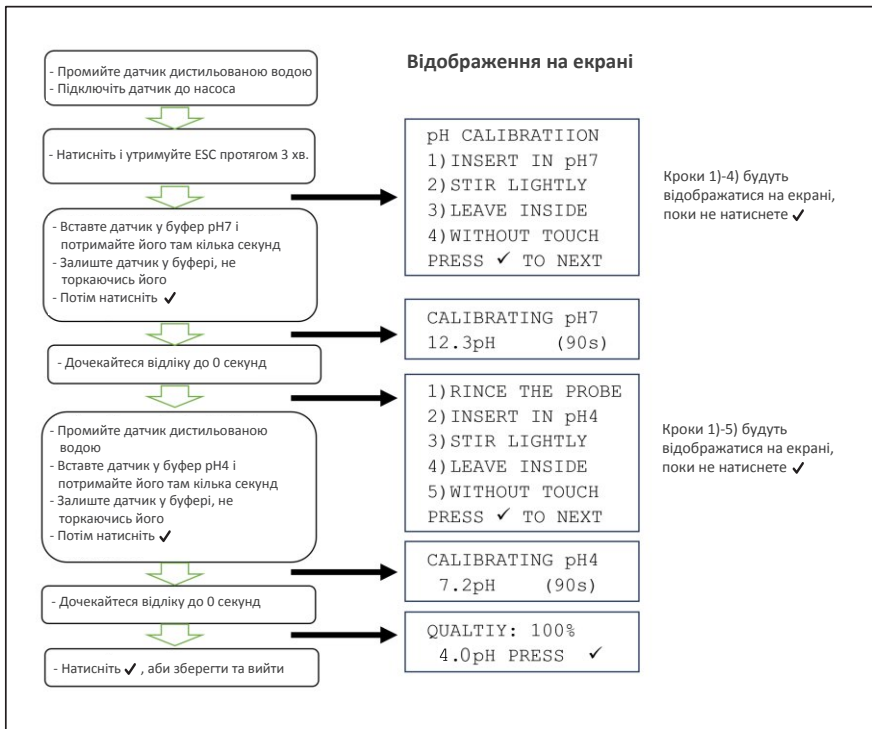 Відображення на екрані
- Промийте датчик дистильованою водою
- Підключіть датчик до насоса
- Натисніть і утримуйте ESC протягом 3 хв.
pH CALIBRATIION
1)INSERT IN pH7
2)STIR LIGHTLY
3)LEAVE INSIDE
4)WITHOUT TOUCH
PRESS ✓ TO NEXT
Кроки 1)-4) будуть
відображатися на екрані,
поки не натиснете ✓
- Вставте датчик у буфер pH7 і
потримайте його там кілька секунд
- Залиште датчик у буфері, не
торкаючись його
- Потім натисніть ✓
CALIBRATING pH7
12.3pH (90s)
- Дочекайтеся відліку до 0 секунд
1)RINCE THE PROBE
2)INSERT IN pH4
3)STIR LIGHTLY
4)LEAVE INSIDE
5)WITHOUT TOUCH
PRESS ✓ TO NEXT
Кроки 1)-5) будуть
відображатися на екрані,
поки не натиснете ✓
- Промийте датчик дистильованою
водою
- Вставте датчик у буфер pH4 і
потримайте його там кілька секунд
- Залиште датчик у буфері, не
торкаючись його
- Потім натисніть ✓
CALIBRATING pH4
7.2pH (90s)
- Дочекайтеся відліку до 0 секунд
QUALTIY: 100%
4.0pH PRESS ✓
- Натисніть ✓ , аби зберегти та вийти